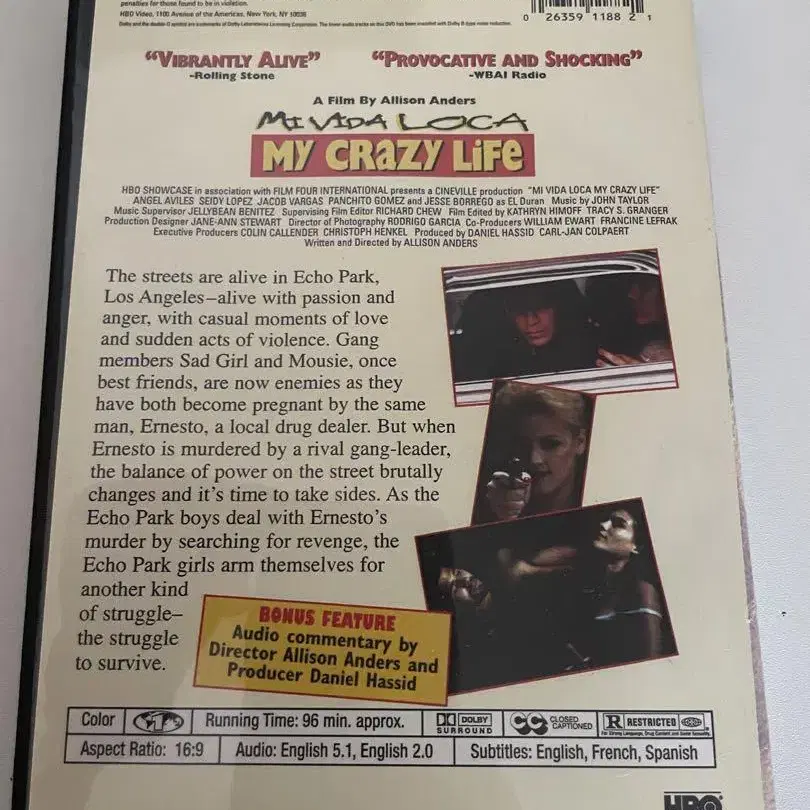 penalties for those found to be in violation.
HBO Video, 1100 Avenue of the Americas, New York, NY 10036
Dolby and the double-D symbol are trademarks of Dolby Laboratories Licensing Corporation. The
0 26359 1188 2 1
“VIBRANTLY ALIVE”
-Rolling Stone
“PROVOCATIVE AND SHOCKING”
-WBAI Radio
A Film By Allison Anders
MI VIDA LOCA
MY CRAZY LIFE
HBO SHOWCASE in association with FILM FOUR INTERNATIONAL presents a CINEVILLE production "MI VIDA LOCA MY CRAZY LIFE"
ANGEL AVILES SEIDY LOPEZ JACOB VARGAS PANCHITO GOMEZ and JESSE BORREGO as EL Duran Music by JOHN TAYLOR
Music Supervisor JELLYBEAN BENITEZ Supervising Film Editor RICHARD CHEW Film Edited by KATHRYN HIMOFF TRACY S. GRANGER
Production Designer JANE-ANN STEWART Director of Photography RODRIGO GARCIA Co-Producers WILLIAM EWART FRANCINE LEFRAK
Executive Producers COLIN CALLENDER CHRISTOPH HENKEL Produced by DANIEL HASSID CARL-JAN COLPAERT
Written and Directed by ALLISON ANDERS
The streets are alive in Echo Park,
Los Angeles–alive with passion and
anger, with casual moments of love
and sudden acts of violence. Gang
members Sad Girl and Mousie, once
best friends, are now enemies as they
have both become pregnant by the same
man, Ernesto, a local drug dealer. But when
Ernesto is murdered by a rival gang-leader,
the balance of power on the street brutally
changes and it’s time to take sides. As the
Echo Park boys deal with Ernesto’s
murder by searching for revenge, the
Echo Park girls arm themselves for
another kind
of struggle–
the struggle
to survive.
BONUS FEATURE
Audio commentary by
Director Allison Anders and
Producer Daniel Hassid
Color
Running Time: 96 min. approx.
DOLBY
SURROUND
CC CLOSED
CAPTIONED
R RESTRICTED
Aspect Ratio: 16:9
Audio: English 5.1, English 2.0
Subtitles: English, French, Spanish
HBO